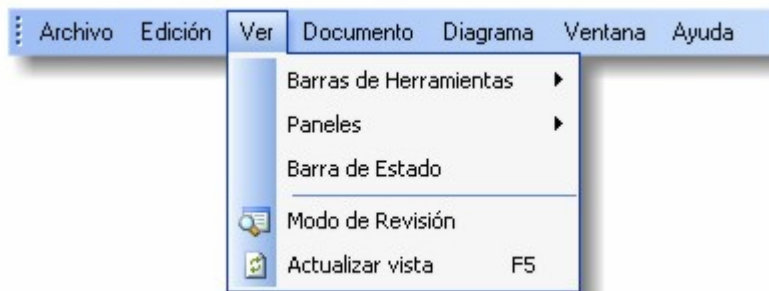 Archivo Edición Ver Documento Diagrama Ventana Ayuda
Barras de Herramientas
Paneles
Barra de Estado
Modo de Revisión
Actualizar vista F5